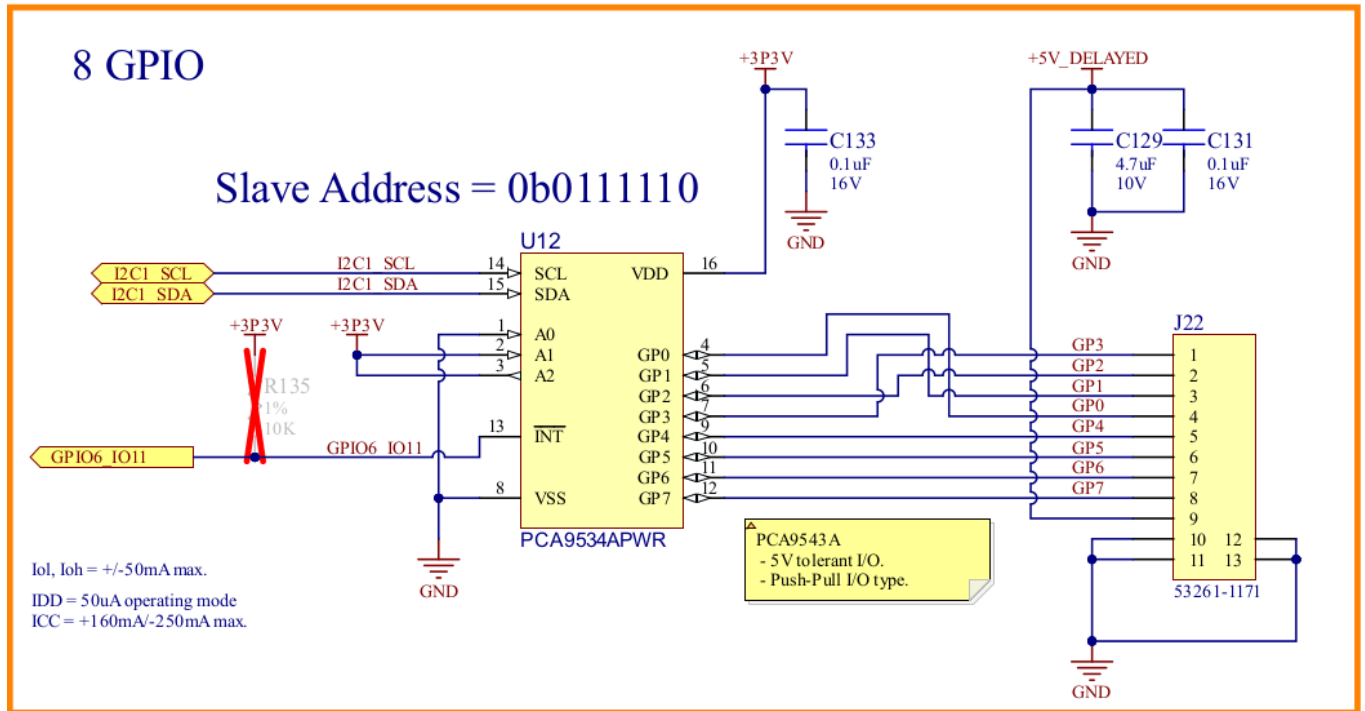 8 GPIO
Slave Address = 0b0111110
+3P3V
C133
0.1uF
16V
GND
+5V_DELAYED
C129
4.7uF
10V
C131
0.1uF
16V
GND
U12
I2C1_SCL
I2C1_SCL
14
SCL
VDD
16
I2C1_SDA
I2C1_SDA
15
SDA
+3P3V
+3P3V
1
A0
2
A1
3
A2
R135
1%
10K
GPIO6_IO11
GPIO6_IO11
13
INT
8
VSS
GP0
4
GP1
5
GP2
6
GP3
7
GP4
9
GP5
10
GP6
11
GP7
12
PCA9534APWR
GND
J22
GP3
1
GP2
2
GP1
3
GP0
4
GP4
5
GP5
6
GP6
7
GP7
8
9
10 12
11 13
53261-1171
GND
PCA9543A
- 5V tolerant I/O.
- Push-Pull I/O type.
Iol, Ioh = +/-50mA max.
IDD = 50uA operating mode
ICC = +160mA/-250mA max.